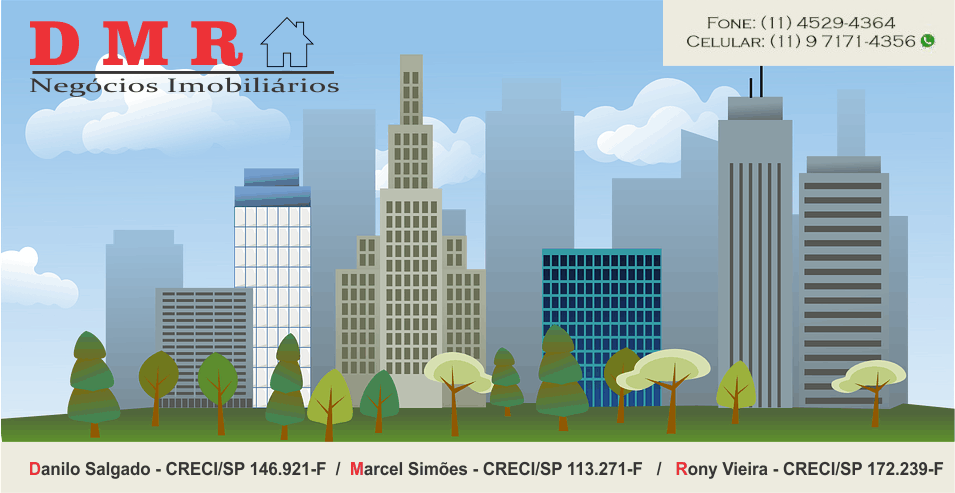 DMR
Negócios Imobiliários
Fone: (11) 4529-4364
Celular: (11) 9 7171-4356
Danilo Salgado - CRECI/SP 146.921-F / Marcel Simões - CRECI/SP 113.271-F / Rony Vieira - CRECI/SP 172.239-F